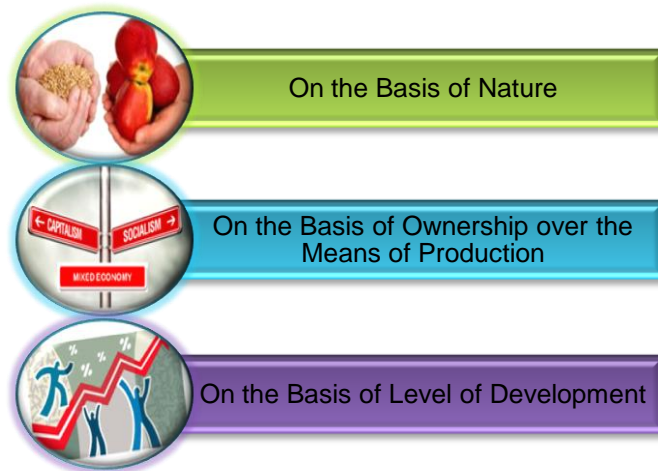 On the Basis of Nature
← CAPITALISM
SOCIALISM →
MIXED ECONOMY
On the Basis of Ownership over the
Means of Production
% % %
%
On the Basis of Level of Development